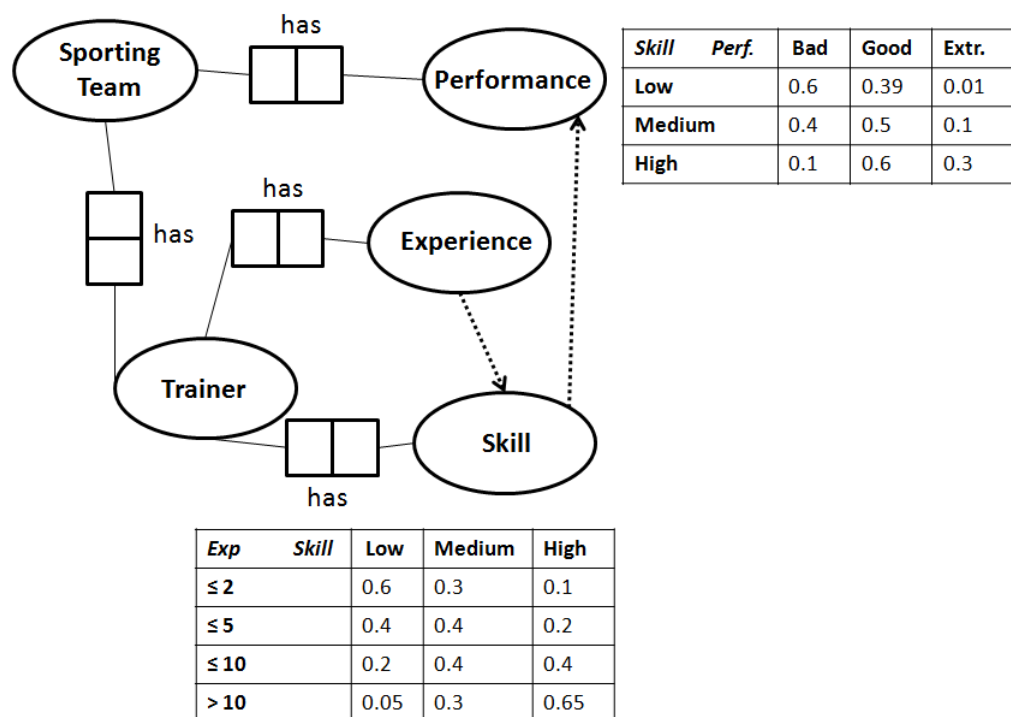 has
Sporting
Team
Performance
Skill Perf. Bad Good Extr.
Low 0.6 0.39 0.01
Medium 0.4 0.5 0.1
High 0.1 0.6 0.3
has
has
Experience
Trainer
Skill
has
Exp Skill Low Medium High
≤ 2 0.6 0.3 0.1
≤ 5 0.4 0.4 0.2
≤ 10 0.2 0.4 0.4
> 10 0.05 0.3 0.65